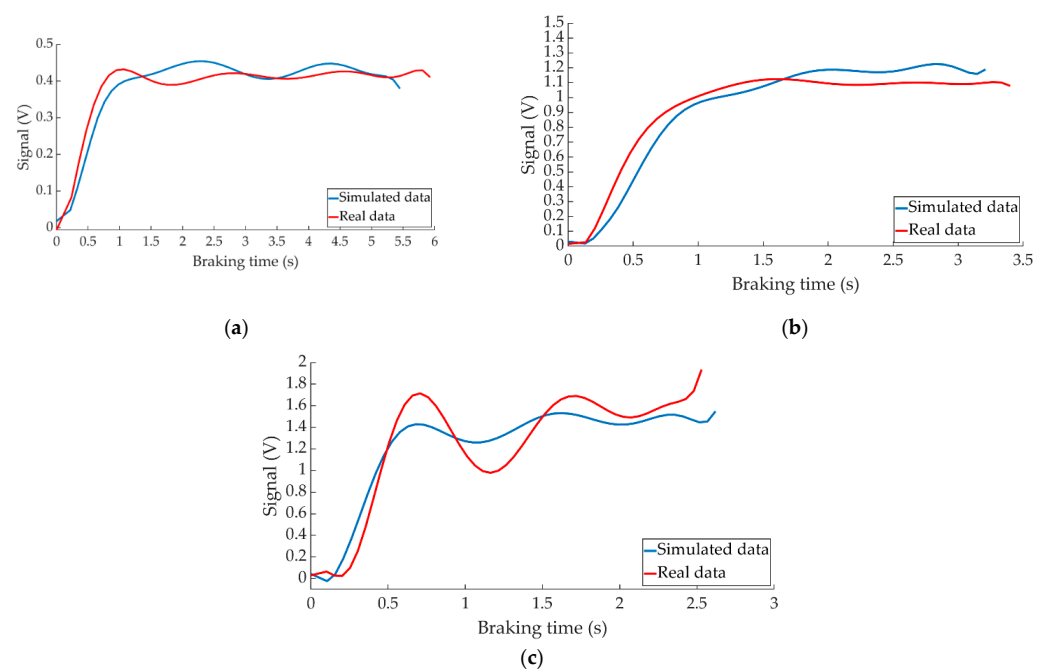 0.5
0.4
0.3
0.2
0.1
0
Signal (V)
0 0.5 1 1.5 2 2.5 3 3.5 4 4.5 5 5.5 6
Braking time (s)
Simulated data
Real data
(a)
1.5
1.4
1.3
1.2
1.1
1.0
0.9
0.8
0.7
0.6
0.5
0.4
0.3
0.2
0.1
0
Signal (V)
0 0.5 1 1.5 2 2.5 3 3.5
Braking time (s)
Simulated data
Real data
(b)
2
1.8
1.6
1.4
1.2
1
0.8
0.6
0.4
0.2
0
Signal (V)
0 0.5 1 1.5 2 2.5 3
Braking time (s)
Simulated data
Real data
(c)